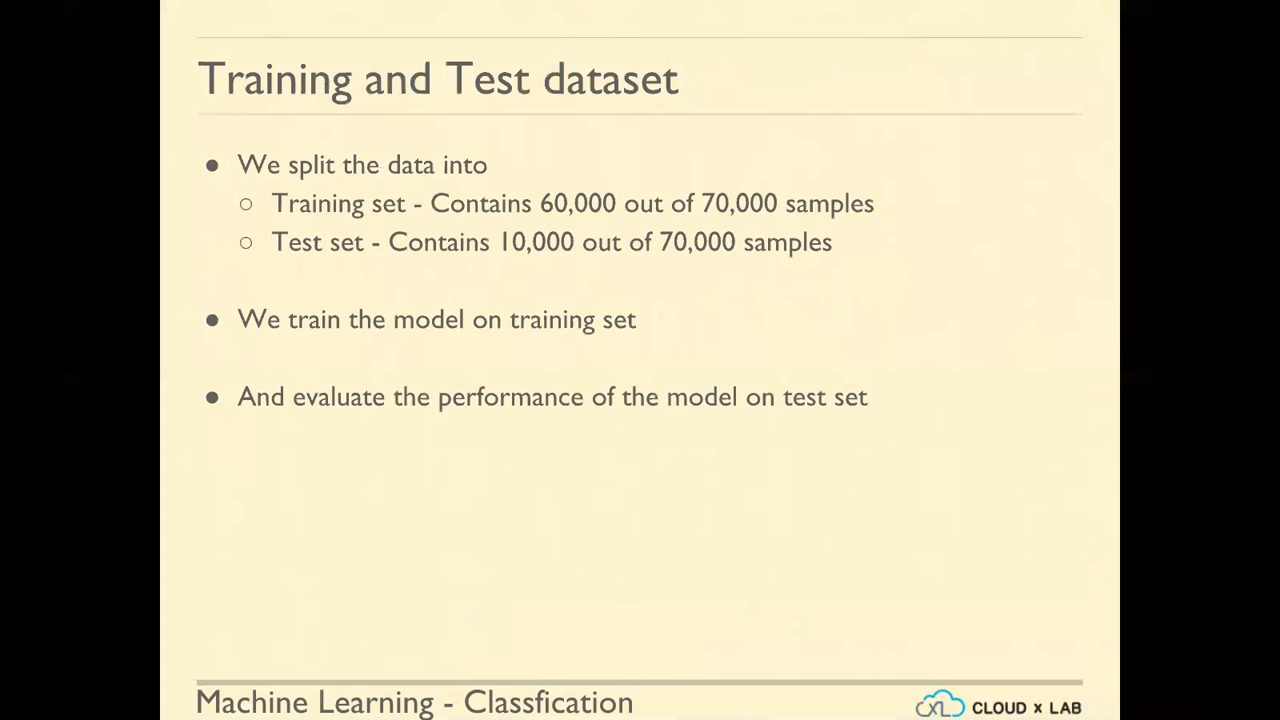 Training and Test dataset
● We split the data into
○ Training set - Contains 60,000 out of 70,000 samples
○ Test set - Contains 10,000 out of 70,000 samples
● We train the model on training set
● And evaluate the performance of the model on test set
Machine Learning - Classfication
CLOUD x LAB